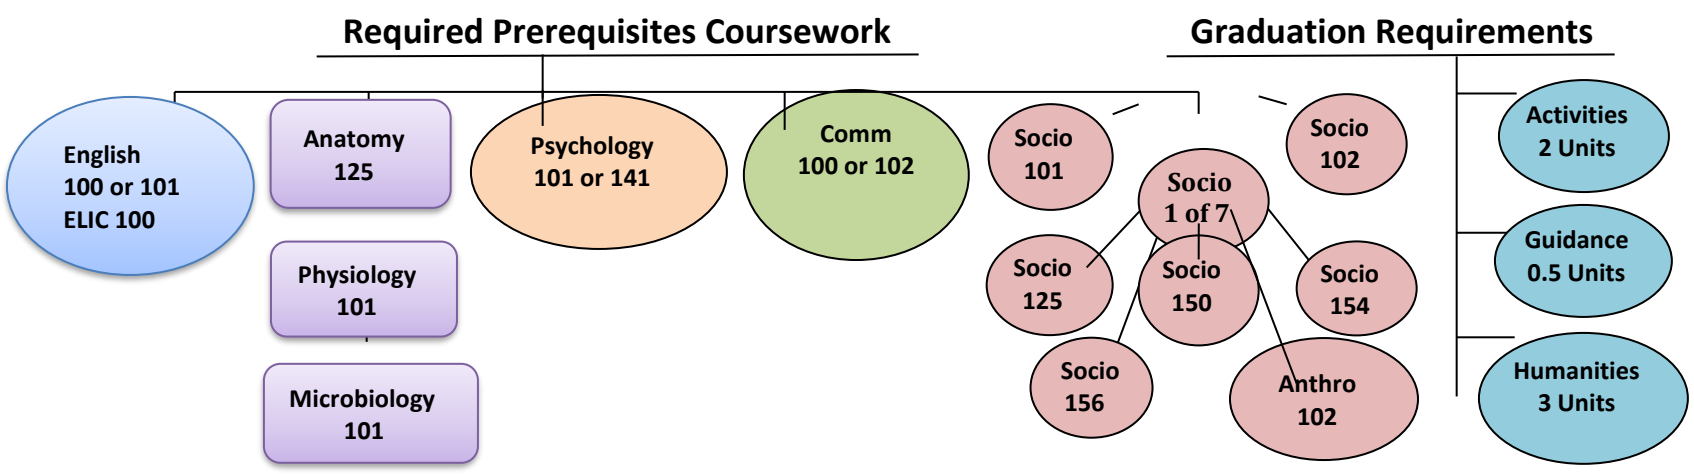 Required Prerequisites Coursework
Graduation Requirements
English
100 or 101
ELIC 100
Anatomy
125
Physiology
101
Microbiology
101
Psychology
101 or 141
Comm
100 or 102
Socio
101
Socio
102
Socio
1 of 7
Socio
125
Socio
150
Socio
154
Socio
156
Anthro
102
Activities
2 Units
Guidance
0.5 Units
Humanities
3 Units